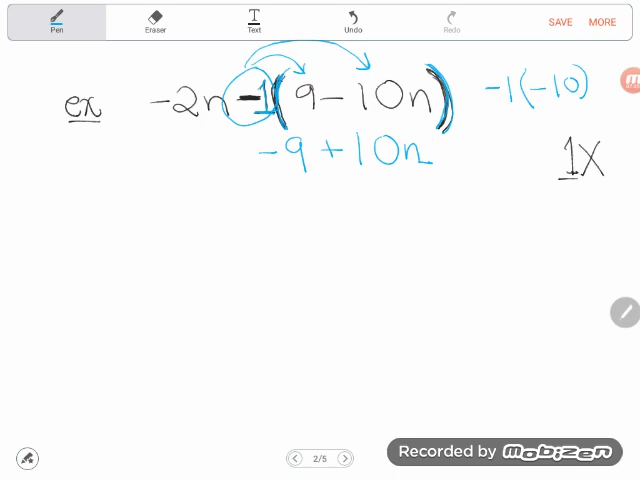 Pen Eraser Text Undo Redo SAVE MORE
ex -2n -1(9-10n) -1(-10)
-9+10n
1X
2/5
Recorded by mobizen